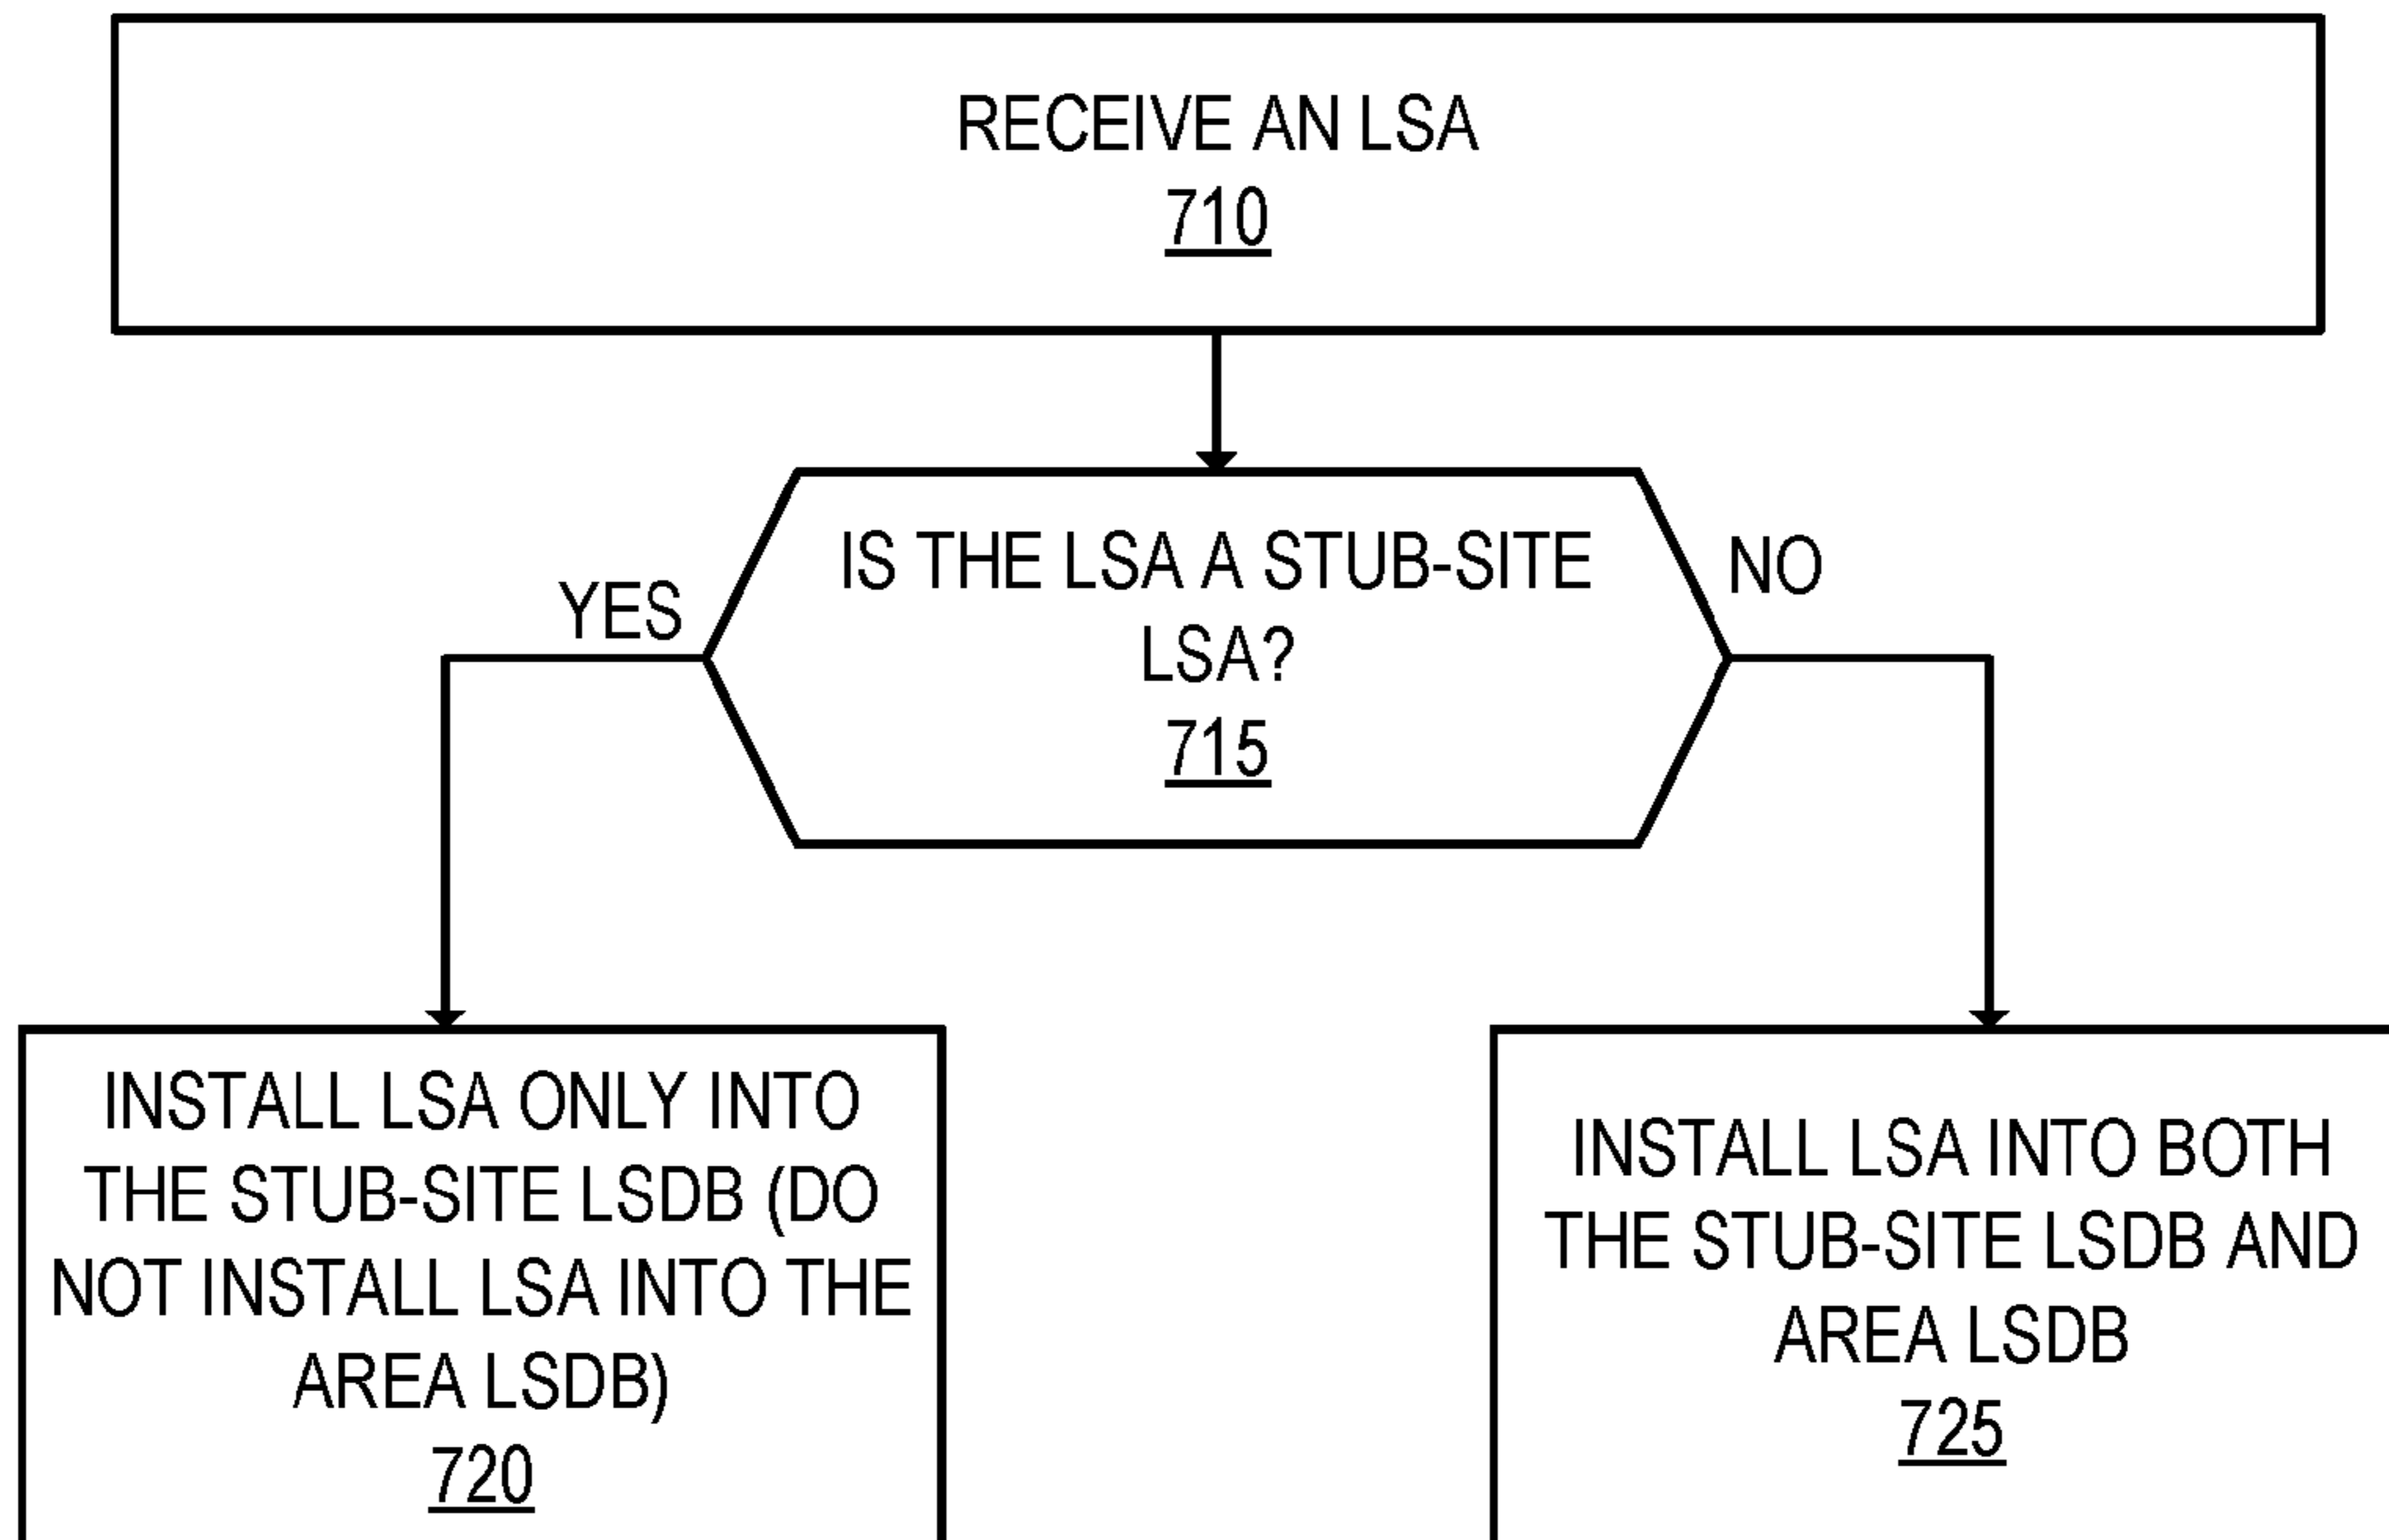 RECEIVE AN LSA
710
IS THE LSA A STUB-SITE
LSA?
715
YES
NO
INSTALL LSA ONLY INTO
THE STUB-SITE LSDB (DO
NOT INSTALL LSA INTO THE
AREA LSDB)
720
INSTALL LSA INTO BOTH
THE STUB-SITE LSDB AND
AREA LSDB
725